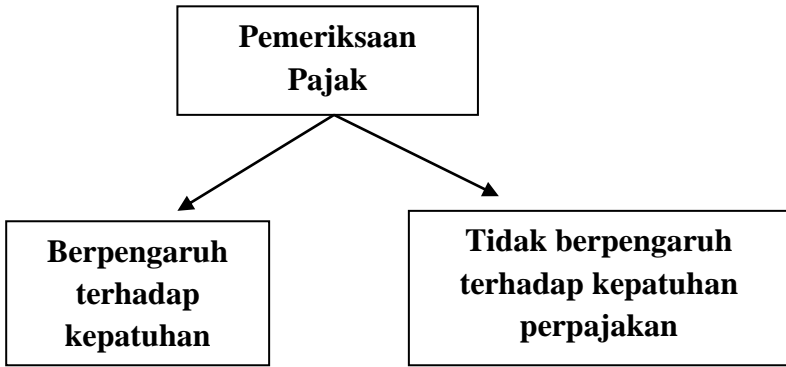 Pemeriksaan
Pajak
Berpengaruh
terhadap
kepatuhan
Tidak berpengaruh
terhadap kepatuhan
perpajakan